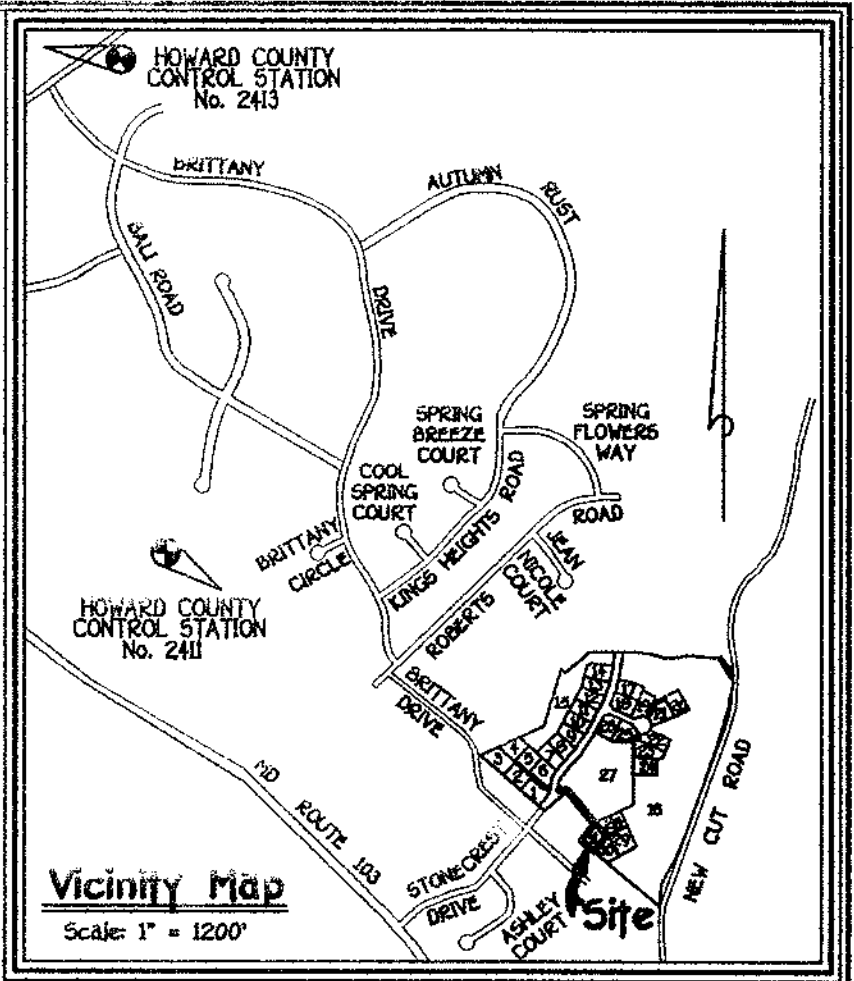 HOWARD COUNTY
CONTROL STATION
No. 2413
BRITTANY
DRIVE
AUTUMN
RUST
BALI ROAD
SPRING
BREEZE
COURT
SPRING
FLOWERS
WAY
COOL
SPRING
COURT
BRITTANY
CIRCLE
KINGS HEIGHTS ROAD
ROBERTS
ROAD
JEAN
NICOLE
COURT
HOWARD COUNTY
CONTROL STATION
No. 2411
BRITTANY
DRIVE
15
27
16
NEW CUT ROAD
MD ROUTE 103
STONECREST
DRIVE
ASHLEY
COURT
Site
Vicinity Map
Scale: 1" = 1200'